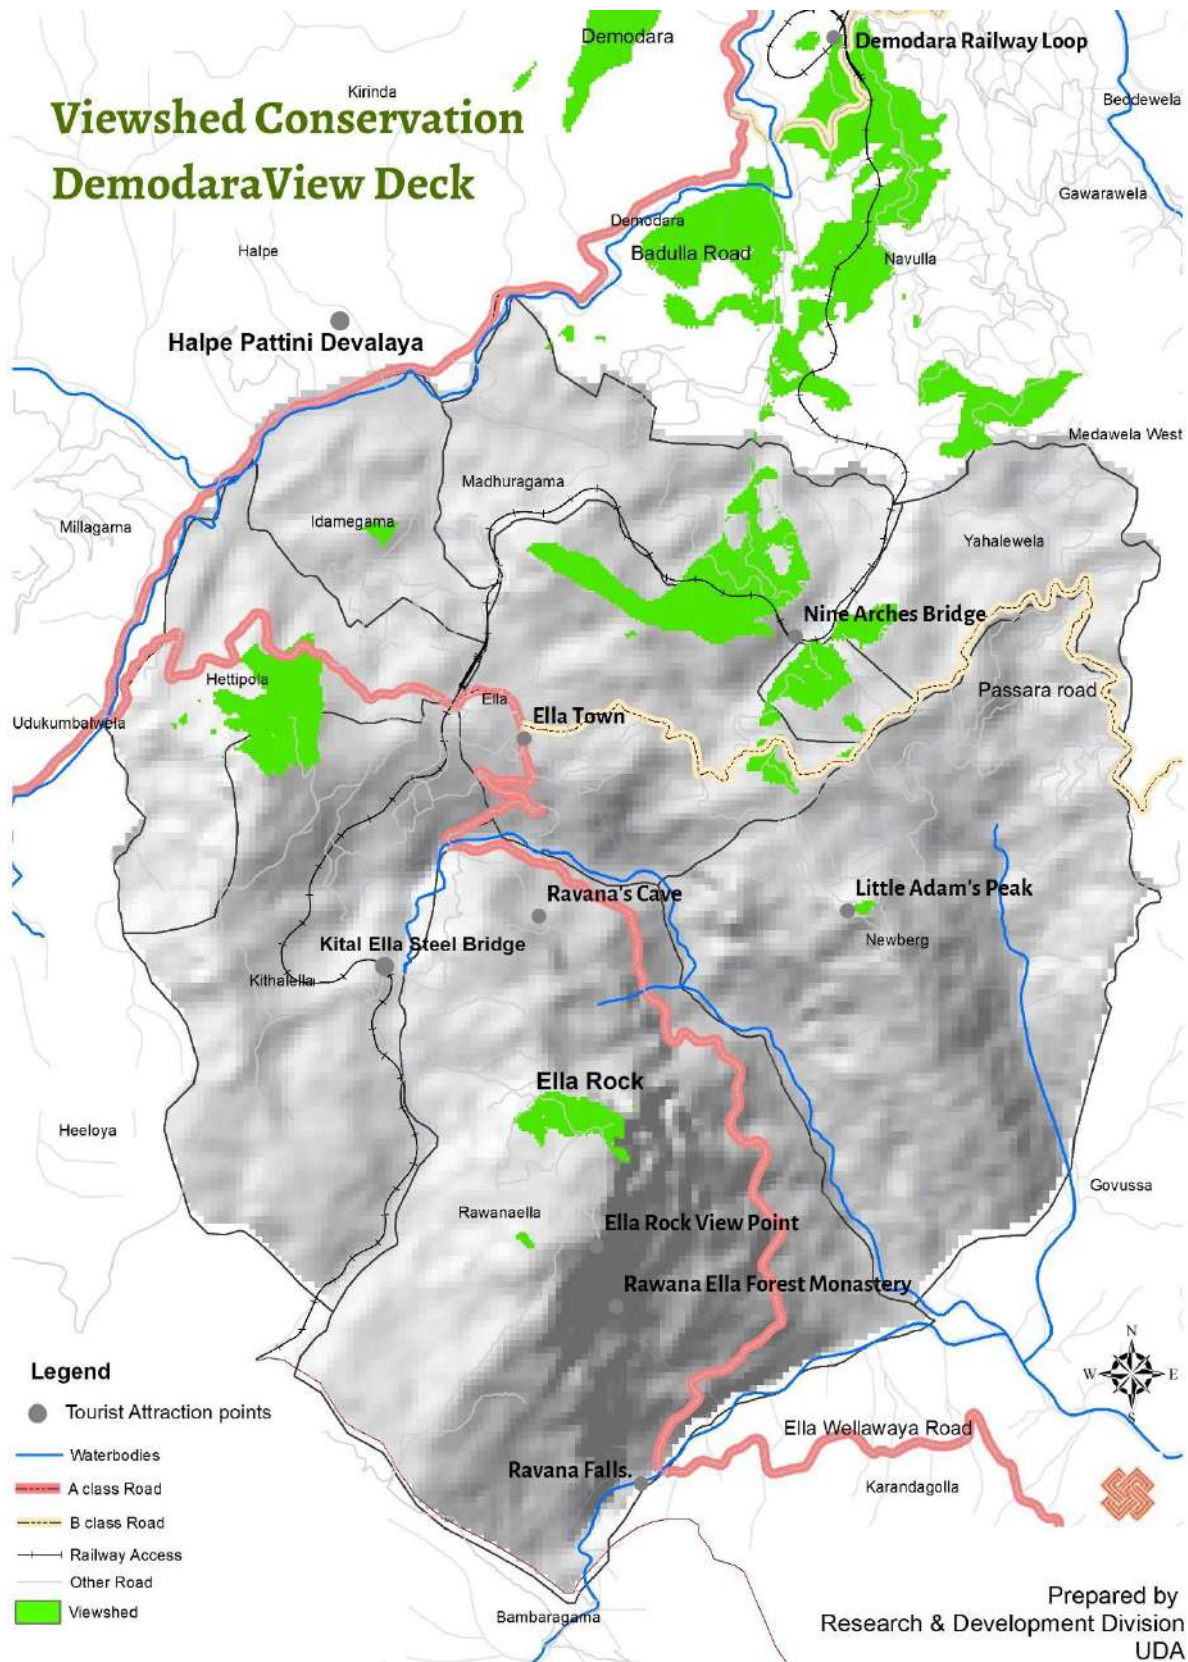 Demodara
Demodara Railway Loop
Kirinda
Beddewela
Viewshed Conservation
DemodaraView Deck
Gawarawela
Demodara
Halpe
Badulla Road
Navulla
Halpe Pattini Devalaya
Medawela West
Madhuragama
Idamegama
Millagama
Yahalewela
Nine Arches Bridge
Hettipola
Passara road
Ella
Udukumbalwela
Ella Town
Ravana's Cave
Little Adam's Peak
Kital Ella Steel Bridge
Newberg
Kithalella
Ella Rock
Heeloya
Govussa
Rawanaella
Ella Rock View Point
Rawana Ella Forest Monastery
N
W
E
S
Legend
Tourist Attraction points
Waterbodies
A class Road
B class Road
Railway Access
Other Road
Viewshed
Ella Wellawaya Road
Ravana Falls.
Karandagolla
Bambaragama
Prepared by
Research & Development Division
UDA